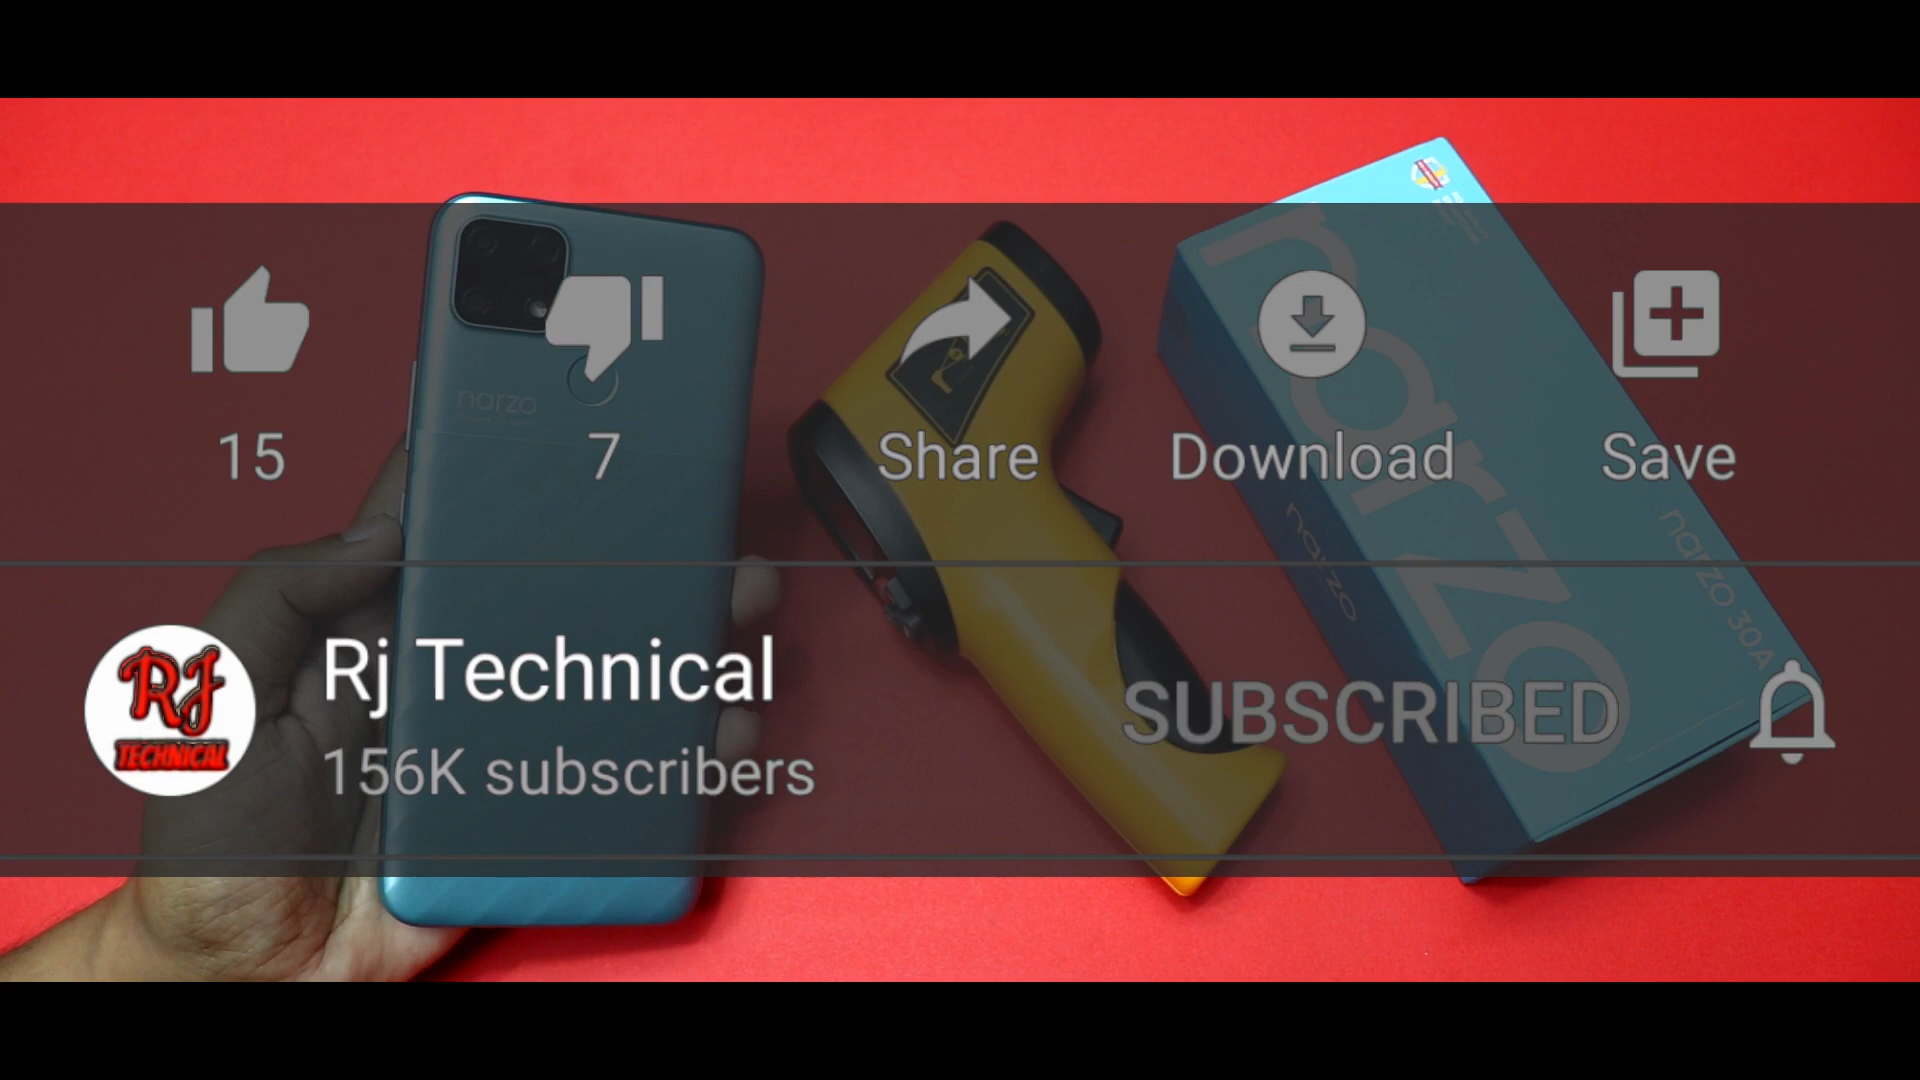 narzo
narzo
narzo
narzo 30A
15
7
Share
Download
Save
RJ
TECHNICAL
Rj Technical
156K subscribers
SUBSCRIBED